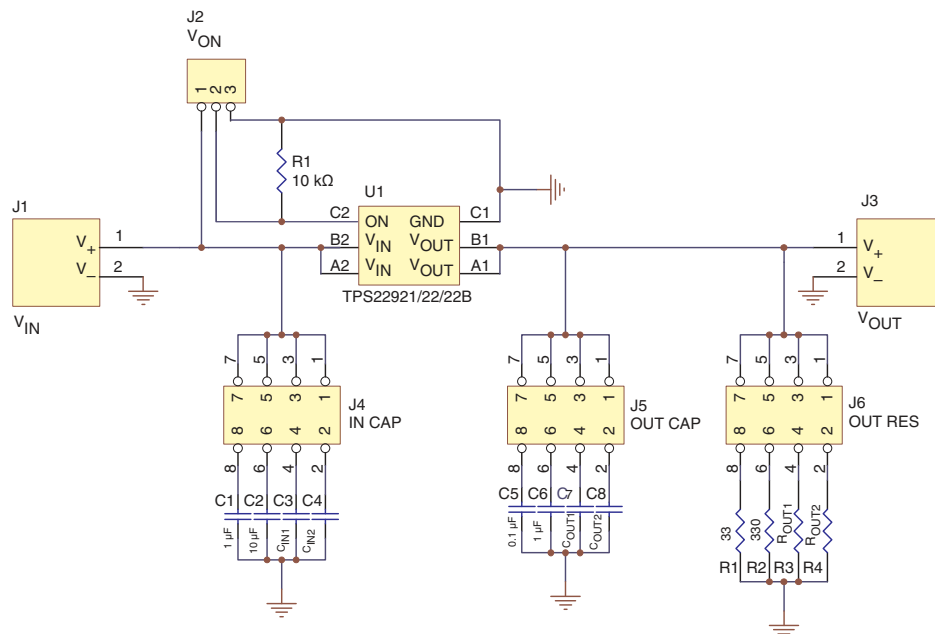 J2
VON
1 2 3
R1
10 kΩ
U1
J1
J3
C2 ON GND C1
1 V+
B2 VIN VOUT B1
1 V+
2 V−
A2 VIN VOUT A1
2 V−
TPS22921/22/22B
VIN
VOUT
7 5 3 1
7 5 3 1
8 6 4 2
J4
IN CAP
8 6 4 2
C1 C2 C3 C4
1 µF 10 µF CIN1 CIN2
7 5 3 1
7 5 3 1
8 6 4 2
J5
OUT CAP
8 6 4 2
C5 C6 C7 C8
0.1 µF 1 µF COUT1 COUT2
7 5 3 1
7 5 3 1
8 6 4 2
J6
OUT RES
8 6 4 2
33 330 ROUT1 ROUT2
R1 R2 R3 R4